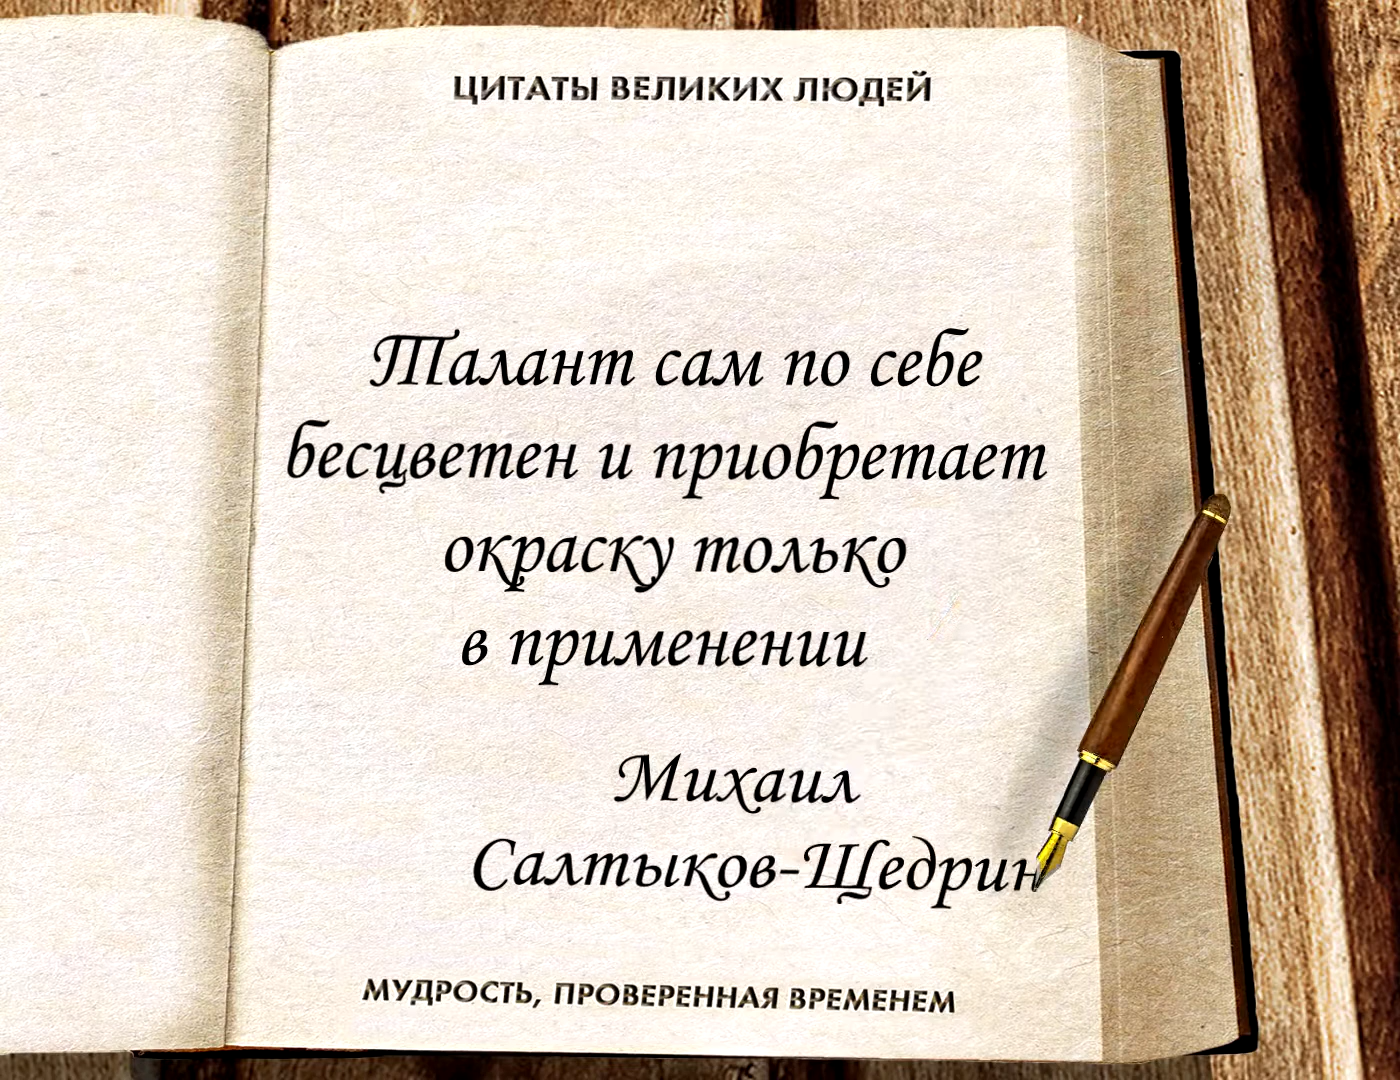 ЦИТАТЫ ВЕЛИКИХ ЛЮДЕЙ
Талант сам по себе
бесцветен и приобретает
окраску только
в применении
Михаил
Салтыков-Щедрин
МУДРОСТЬ, ПРОВЕРЕННАЯ ВРЕМЕНЕМ